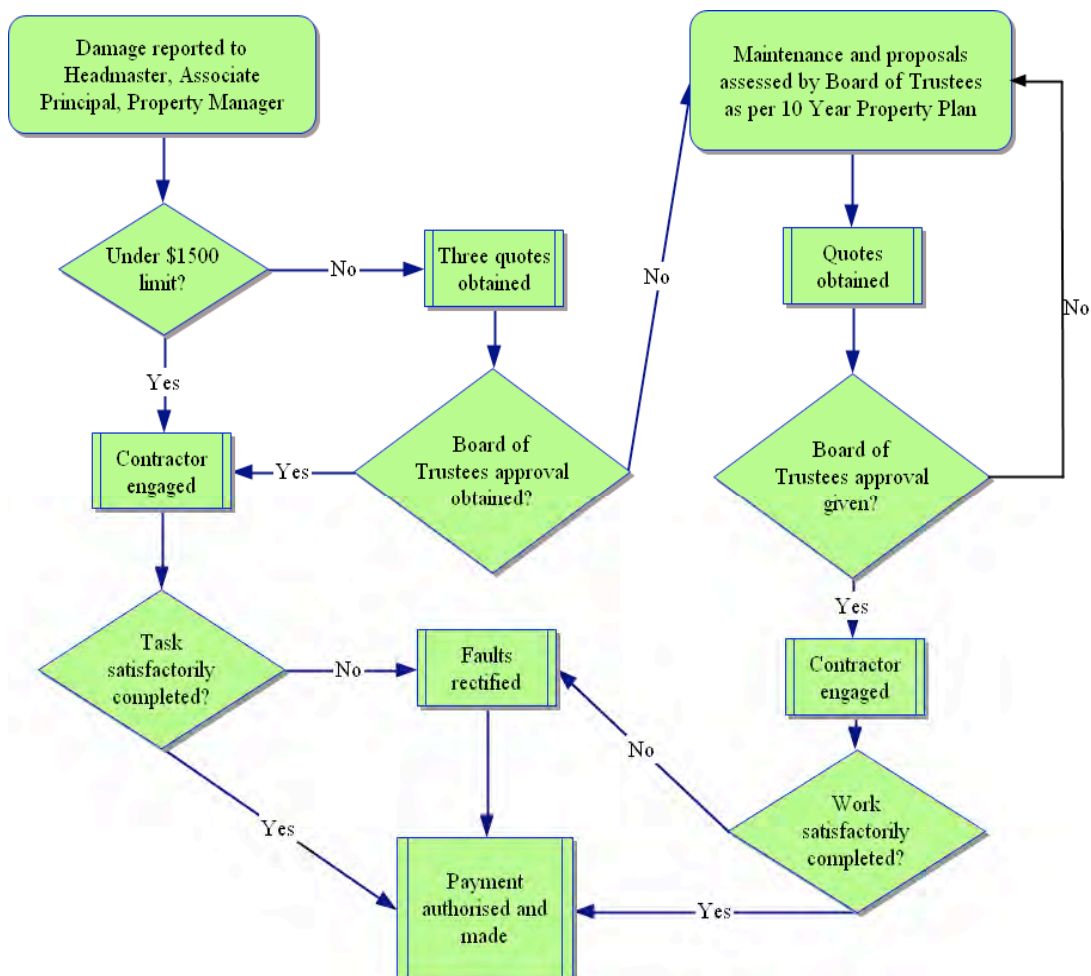 Damage reported to
Headmaster, Associate
Principal, Property Manager
Maintenance and proposals
assessed by Board of Trustees
as per 10 Year Property Plan
Under $1500
limit?
No
Three quotes
obtained
No
Quotes
obtained
No
Yes
Contractor
engaged
Yes
Board of
Trustees approval
obtained?
Board of
Trustees approval
given?
Yes
Task
satisfactorily
completed?
No
Faults
rectified
Contractor
engaged
No
Yes
Work
satisfactorily
completed?
Payment
authorised and
made
Yes